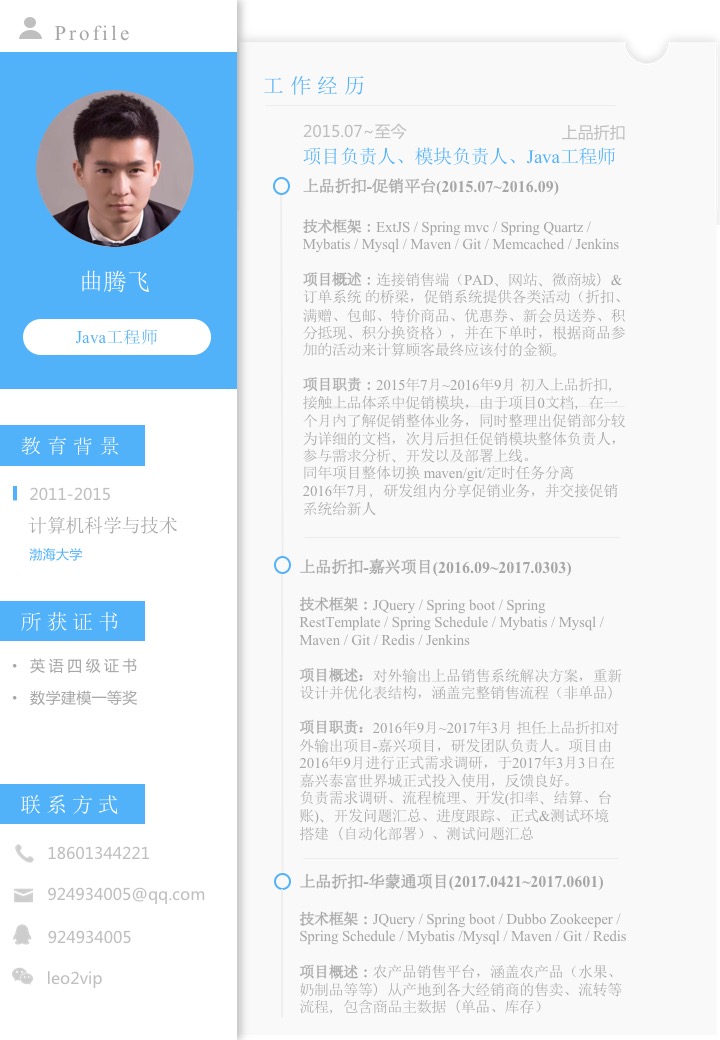 Profile
曲腾飞
Java工程师
教育背景
2011-2015
计算机科学与技术
渤海大学
所获证书
• 英语四级证书
• 数学建模一等奖
联系方式
18601344221
924934005@qq.com
924934005
leo2vip
工作经历
2015.07~至今 上品折扣
项目负责人、模块负责人、Java工程师
上品折扣-促销平台(2015.07~2016.09)
技术框架：ExtJS / Spring mvc / Spring Quartz /
Mybatis / Mysql / Maven / Git / Memcached / Jenkins
项目概述：连接销售端（PAD、网站、微商城）&
订单系统 的桥梁，促销系统提供各类活动（折扣、
满赠、包邮、特价商品、优惠券、新会员送券、积
分抵现、积分换资格），并在下单时，根据商品参
加的活动来计算顾客最终应该付的金额。
项目职责：2015年7月~2016年9月 初入上品折扣，
接触上品体系中促销模块，由于项目0文档，在一
个月内了解促销整体业务，同时整理出促销部分较
为详细的文档，次月后担任促销模块整体负责人，
参与需求分析、开发以及部署上线。
同年项目整体切换 maven/git/定时任务分离
2016年7月，研发组内分享促销业务，并交接促销
系统给新人
上品折扣-嘉兴项目(2016.09~2017.0303)
技术框架：JQuery / Spring boot / Spring
RestTemplate / Spring Schedule / Mybatis / Mysql /
Maven / Git / Redis / Jenkins
项目概述：对外输出上品销售系统解决方案，重新
设计并优化表结构，涵盖完整销售流程（非单品）
项目职责：2016年9月~2017年3月 担任上品折扣对
外输出项目-嘉兴项目，研发团队负责人。项目由
2016年9月进行正式需求调研，于2017年3月3日在
嘉兴泰富世界城正式投入使用，反馈良好。
负责需求调研、流程梳理、开发(扣率、结算、台
账)、开发问题汇总、进度跟踪、正式&测试环境
搭建（自动化部署）、测试问题汇总
上品折扣-华蒙通项目(2017.0421~2017.0601)
技术框架：JQuery / Spring boot / Dubbo Zookeeper /
Spring Schedule / Mybatis /Mysql / Maven / Git / Redis
项目概述：农产品销售平台，涵盖农产品（水果、
奶制品等等）从产地到各大经销商的售卖、流转等
流程，包含商品主数据（单品、库存）